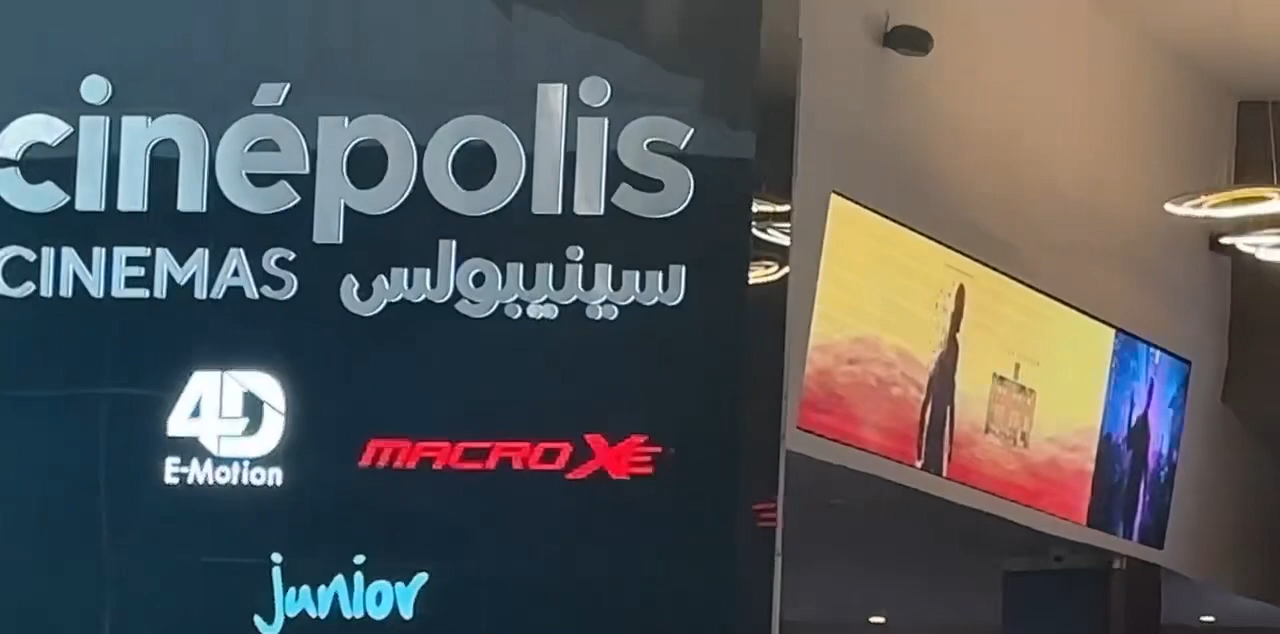 cinépolis
CINEMAS سينيبولس
4D
E-Motion
MACRO XE
junior